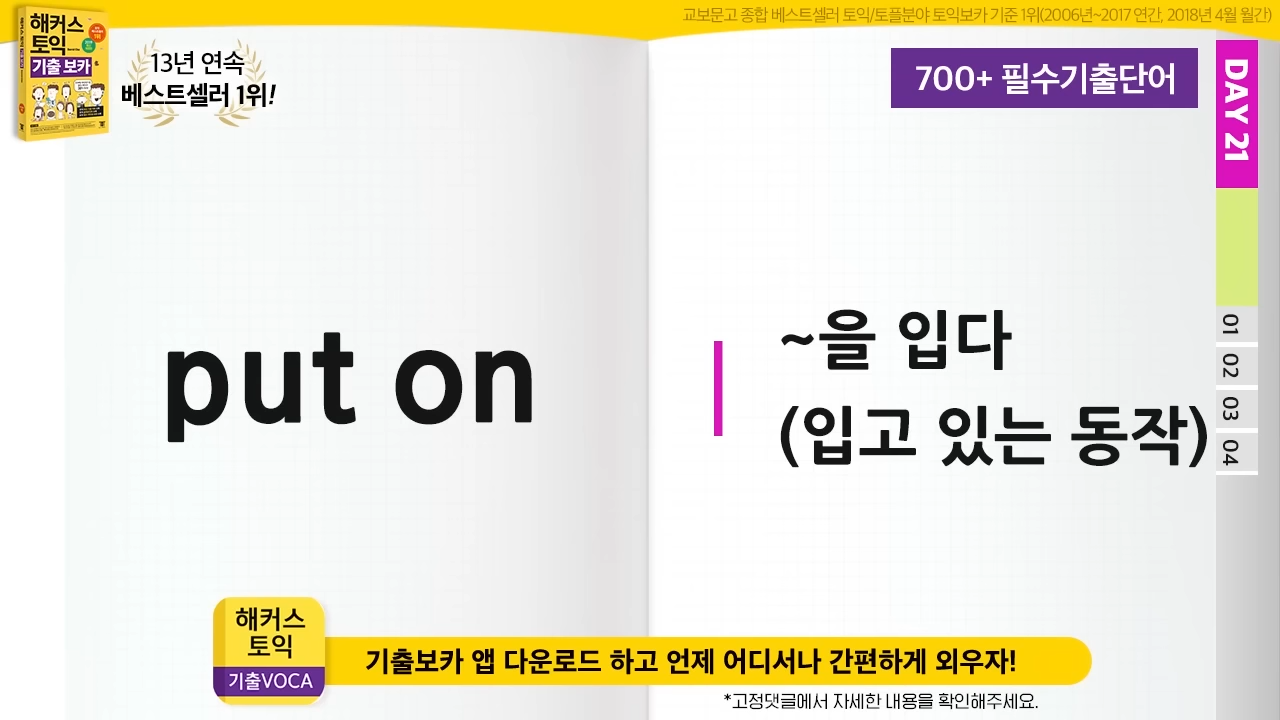 교보문고 종합 베스트셀러 토익/토플분야 토익보카 기준 1위(2006년~2017 연간, 2018년 4월 월간)
해커스
토익
기출 보카
13년 연속
베스트셀러 1위!
700+ 필수기출단어
DAY 21
put on
~을 입다
(입고 있는 동작)
01
02
03
04
해커스
토익
기출VOCA
기출보카 앱 다운로드 하고 언제 어디서나 간편하게 외우자!
*고정댓글에서 자세한 내용을 확인해주세요.